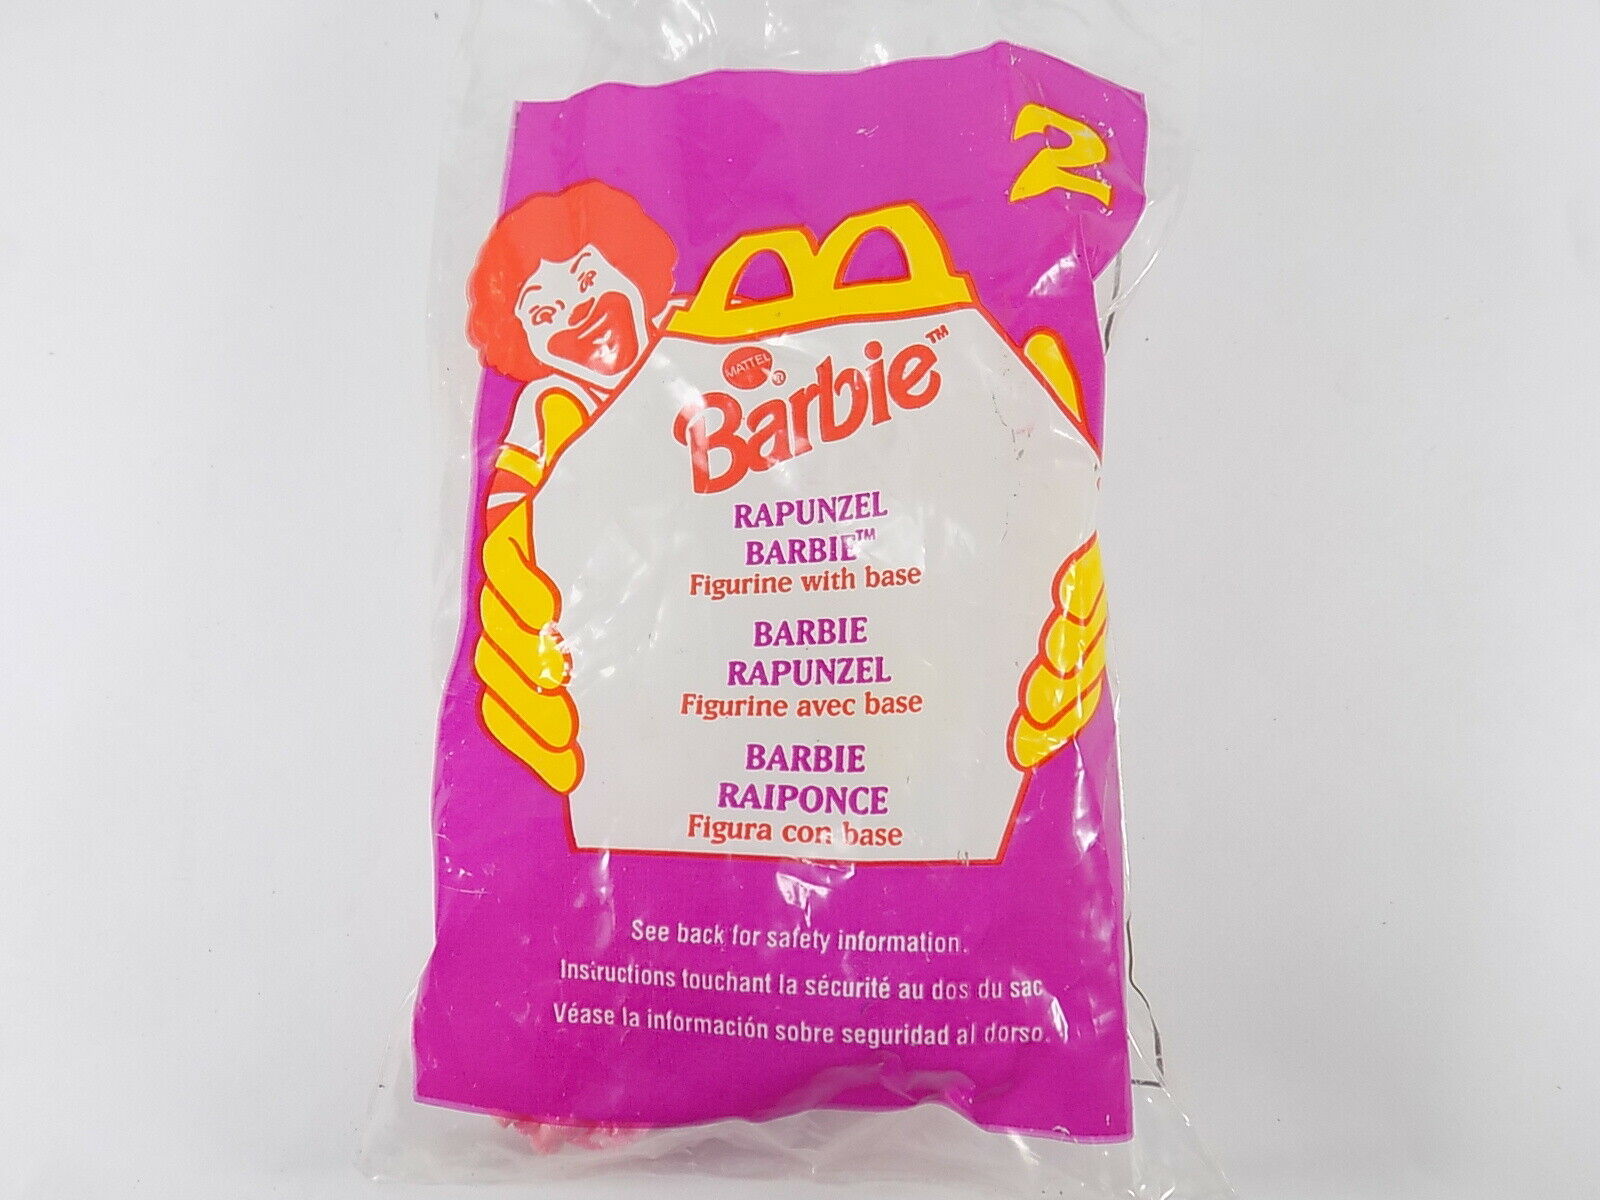 2
MATTEL
®
Barbie™
RAPUNZEL
BARBIE™
Figurine with base
BARBIE
RAPUNZEL
Figurine avec base
BARBIE
RAIPONCE
Figura con base
See back for safety information.
Instructions touchant la sécurité au dos du sac
Véase la información sobre seguridad al dorso.